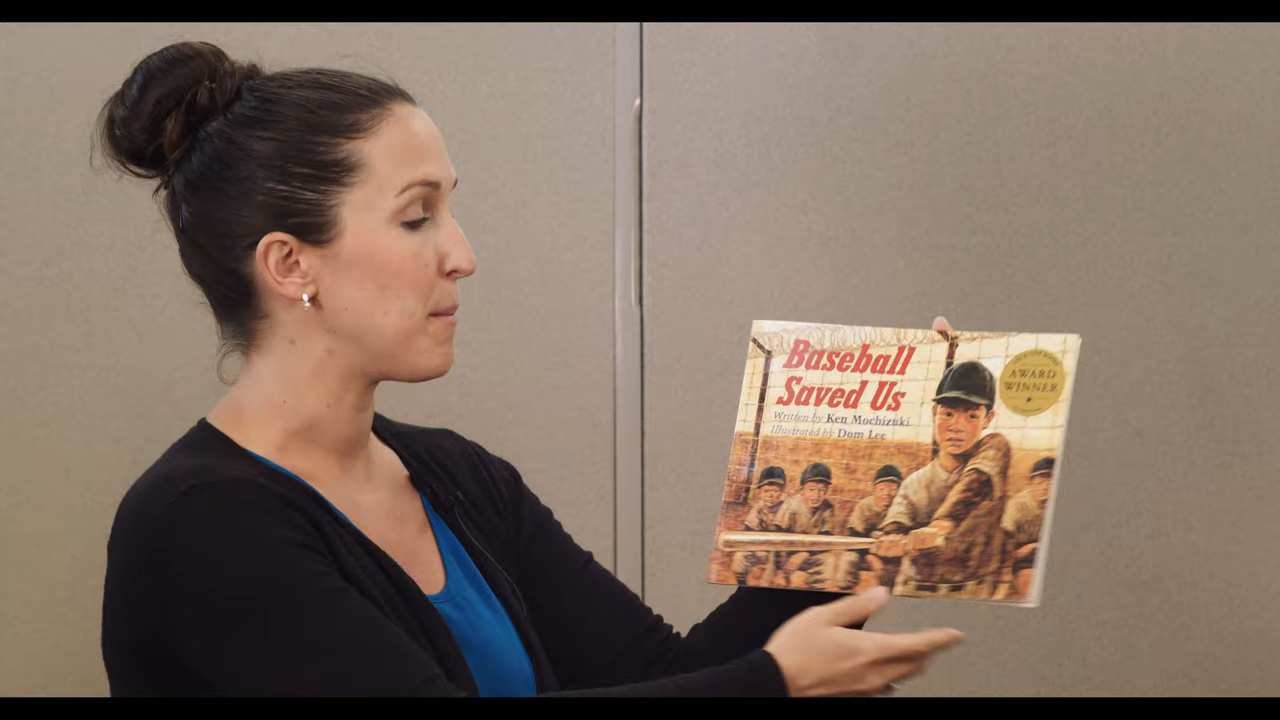 Baseball
Saved Us
Written by Ken Mochizuki
Illustrated by Dom Lee
AWARD
WINNER